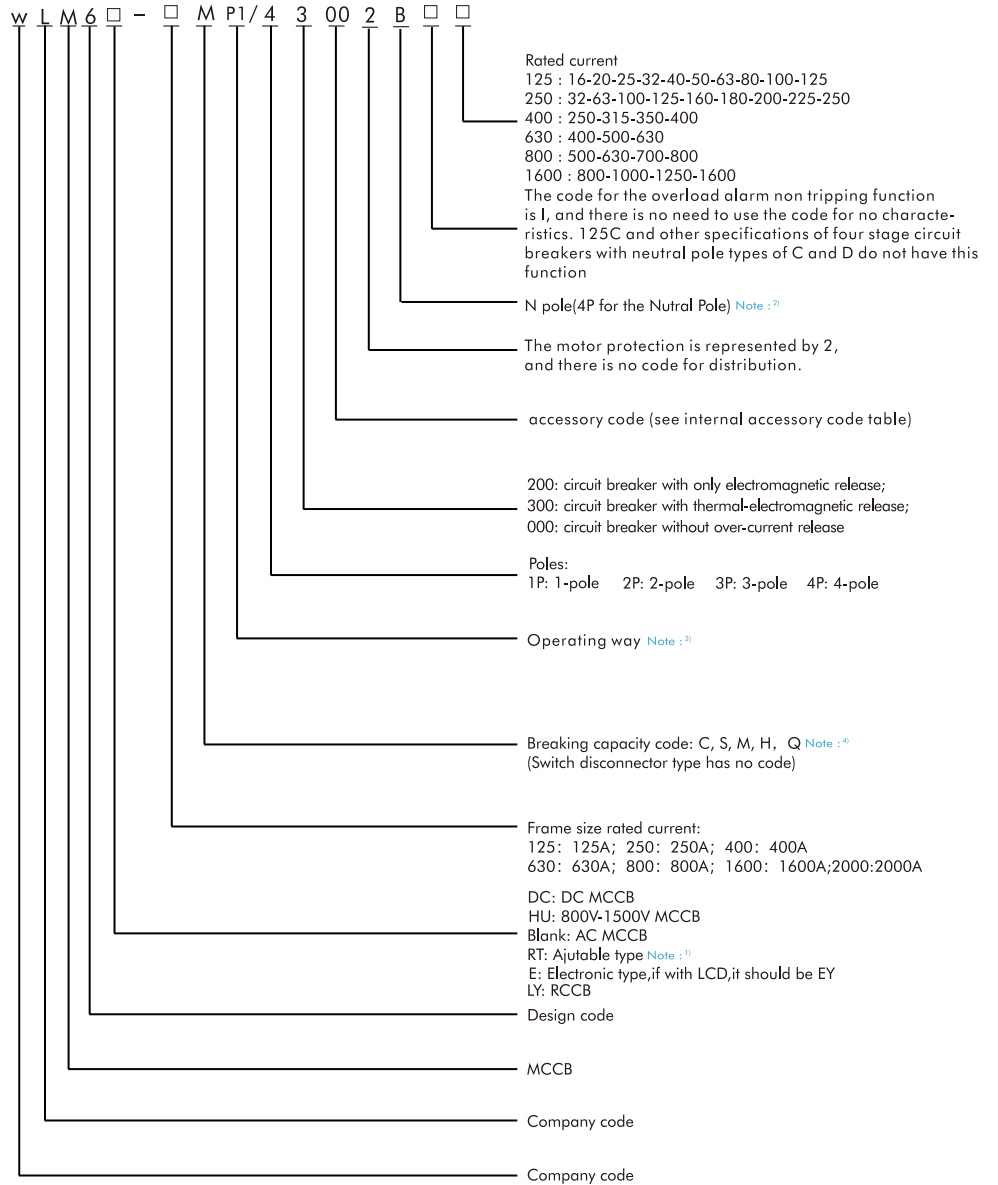 w L M 6 □ - □ M P1 / 4 3 00 2 B □ □
Rated current
125 : 16-20-25-32-40-50-63-80-100-125
250 : 32-63-100-125-160-180-200-225-250
400 : 250-315-350-400
630 : 400-500-630
800 : 500-630-700-800
1600 : 800-1000-1250-1600
The code for the overload alarm non tripping function
is I, and there is no need to use the code for no characte-
ristics. 125C and other specifications of four stage circuit
breakers with neutral pole types of C and D do not have this
function
N pole(4P for the Nutral Pole) Note : 2)
The motor protection is represented by 2,
and there is no code for distribution.
accessory code (see internal accessory code table)
200: circuit breaker with only electromagnetic release;
300: circuit breaker with thermal-electromagnetic release;
000: circuit breaker without over-current release
Poles:
1P: 1-pole 2P: 2-pole 3P: 3-pole 4P: 4-pole
Operating way Note : 3)
Breaking capacity code: C, S, M, H, Q Note : 4)
(Switch disconnector type has no code)
Frame size rated current:
125: 125A; 250: 250A; 400: 400A
630: 630A; 800: 800A; 1600: 1600A;2000:2000A
DC: DC MCCB
HU: 800V-1500V MCCB
Blank: AC MCCB
RT: Ajutable type Note : 1)
E: Electronic type,if with LCD,it should be EY
LY: RCCB
Design code
MCCB
Company code
Company code